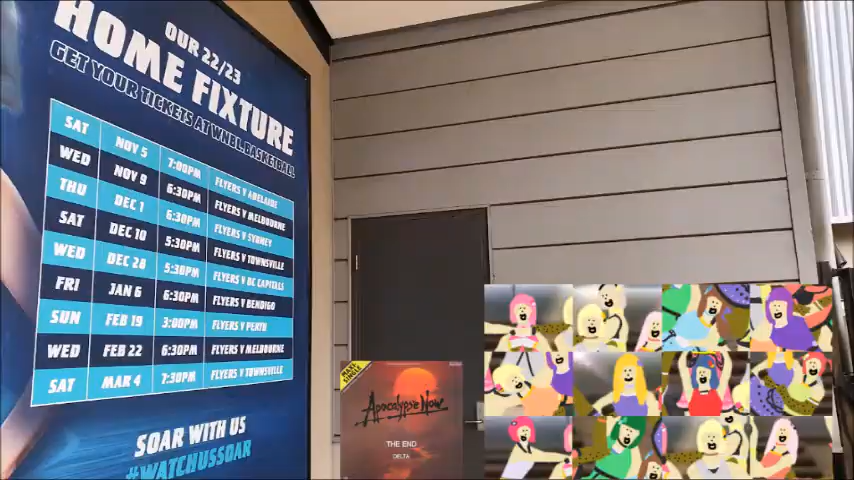 OUR 22/23
HOME FIXTURE
GET YOUR TICKETS AT WNBL.BASKETBALL
SAT NOV 5 7:00PM FLYERS V ADELAIDE
WED NOV 9 6:30PM FLYERS V MELBOURNE
THU DEC 1 6:30PM FLYERS V SYDNEY
SAT DEC 10 5:30PM FLYERS V TOWNSVILLE
WED DEC 28 5:30PM FLYERS V UC CAPITALS
FRI JAN 6 6:30PM FLYERS V BENDIGO
SUN FEB 19 3:00PM FLYERS V PERTH
WED FEB 22 6:30PM FLYERS V MELBOURNE
SAT MAR 4 7:30PM FLYERS V TOWNSVILLE
SOAR WITH US
#WATCHUSSOAR
MAXI SINGLE
Apocalypse Now
THE END
DELTA